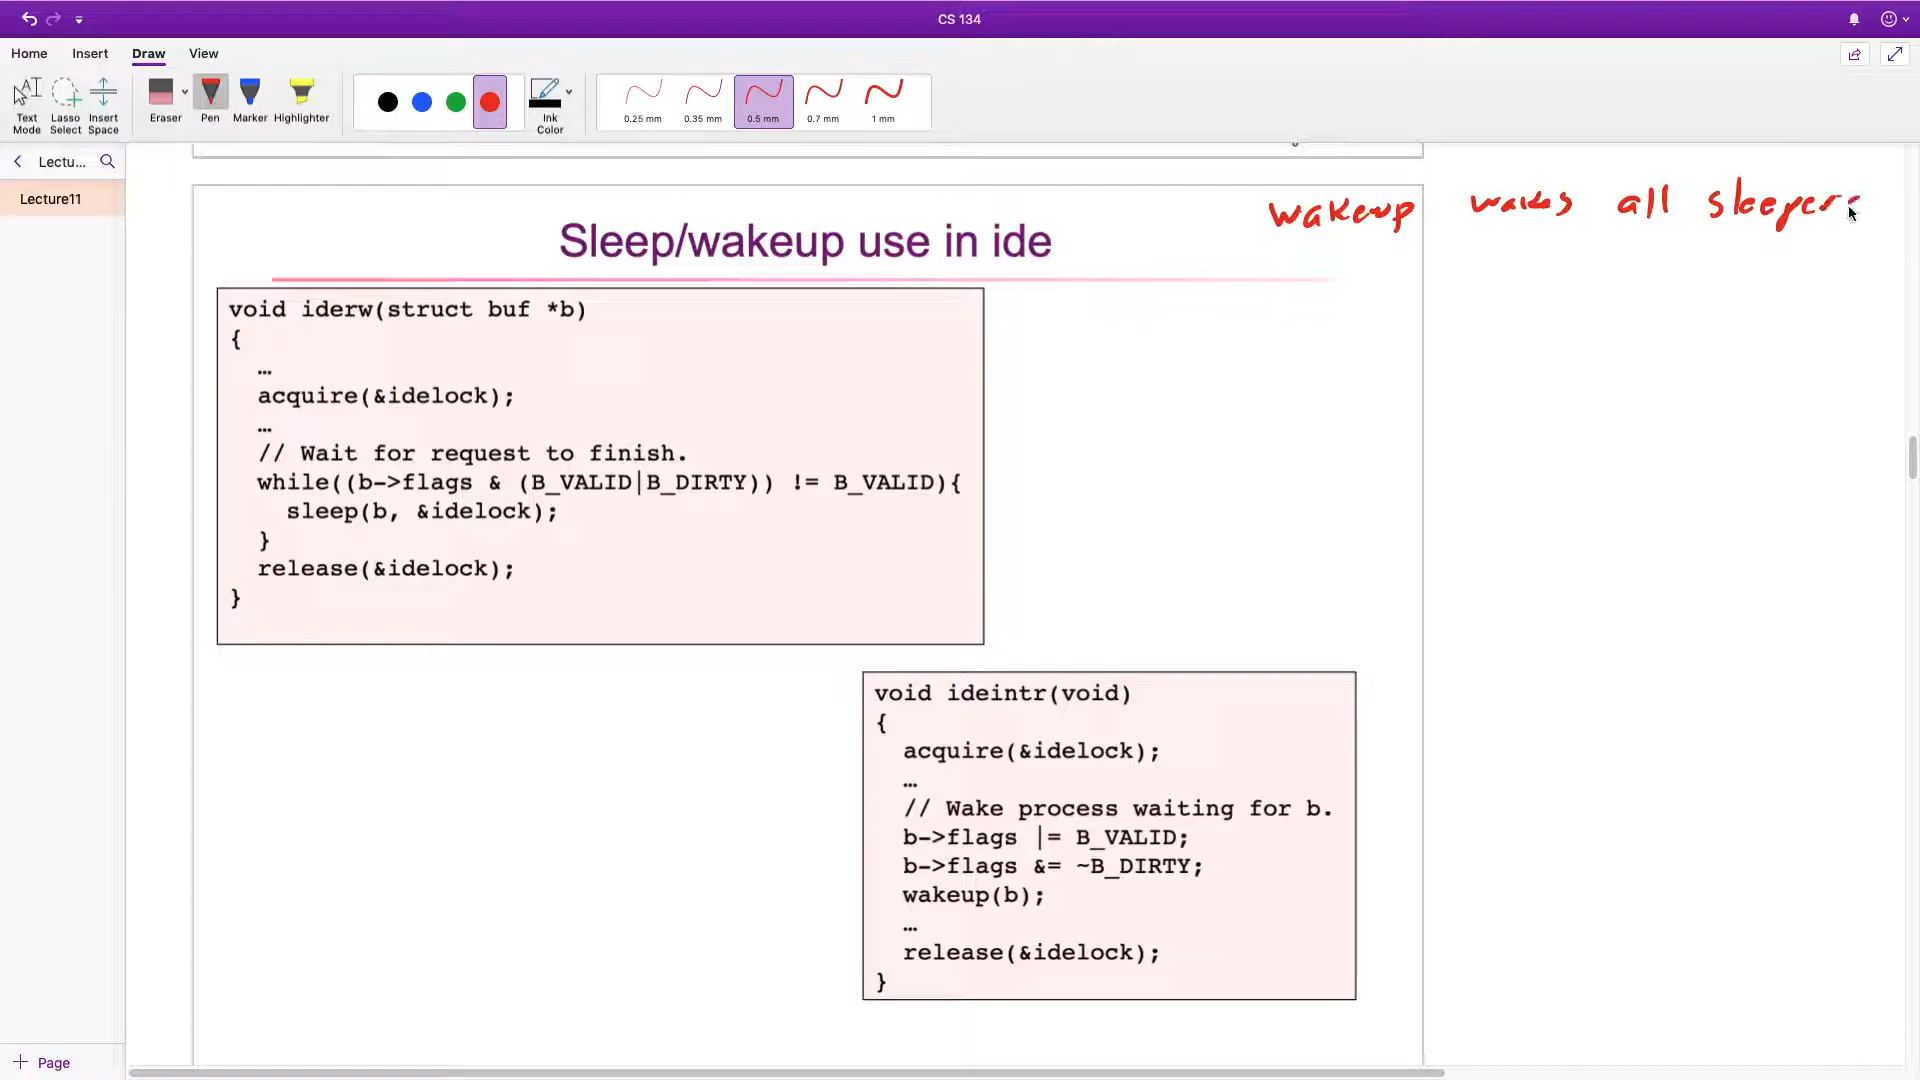 CS 134
Home Insert Draw View
Text Mode
Lasso Select
Insert Space
Eraser
Pen
Marker
Highlighter
Ink Color
0.25 mm
0.35 mm
0.5 mm
0.7 mm
1 mm
Lectu...
Lecture11
wakeup wakes all sleepers
Sleep/wakeup use in ide
void iderw(struct buf *b)
{
…
acquire(&idelock);
…
// Wait for request to finish.
while((b->flags & (B_VALID|B_DIRTY)) != B_VALID){
sleep(b, &idelock);
}
release(&idelock);
}
void ideintr(void)
{
acquire(&idelock);
…
// Wake process waiting for b.
b->flags |= B_VALID;
b->flags &= ~B_DIRTY;
wakeup(b);
…
release(&idelock);
}
+ Page